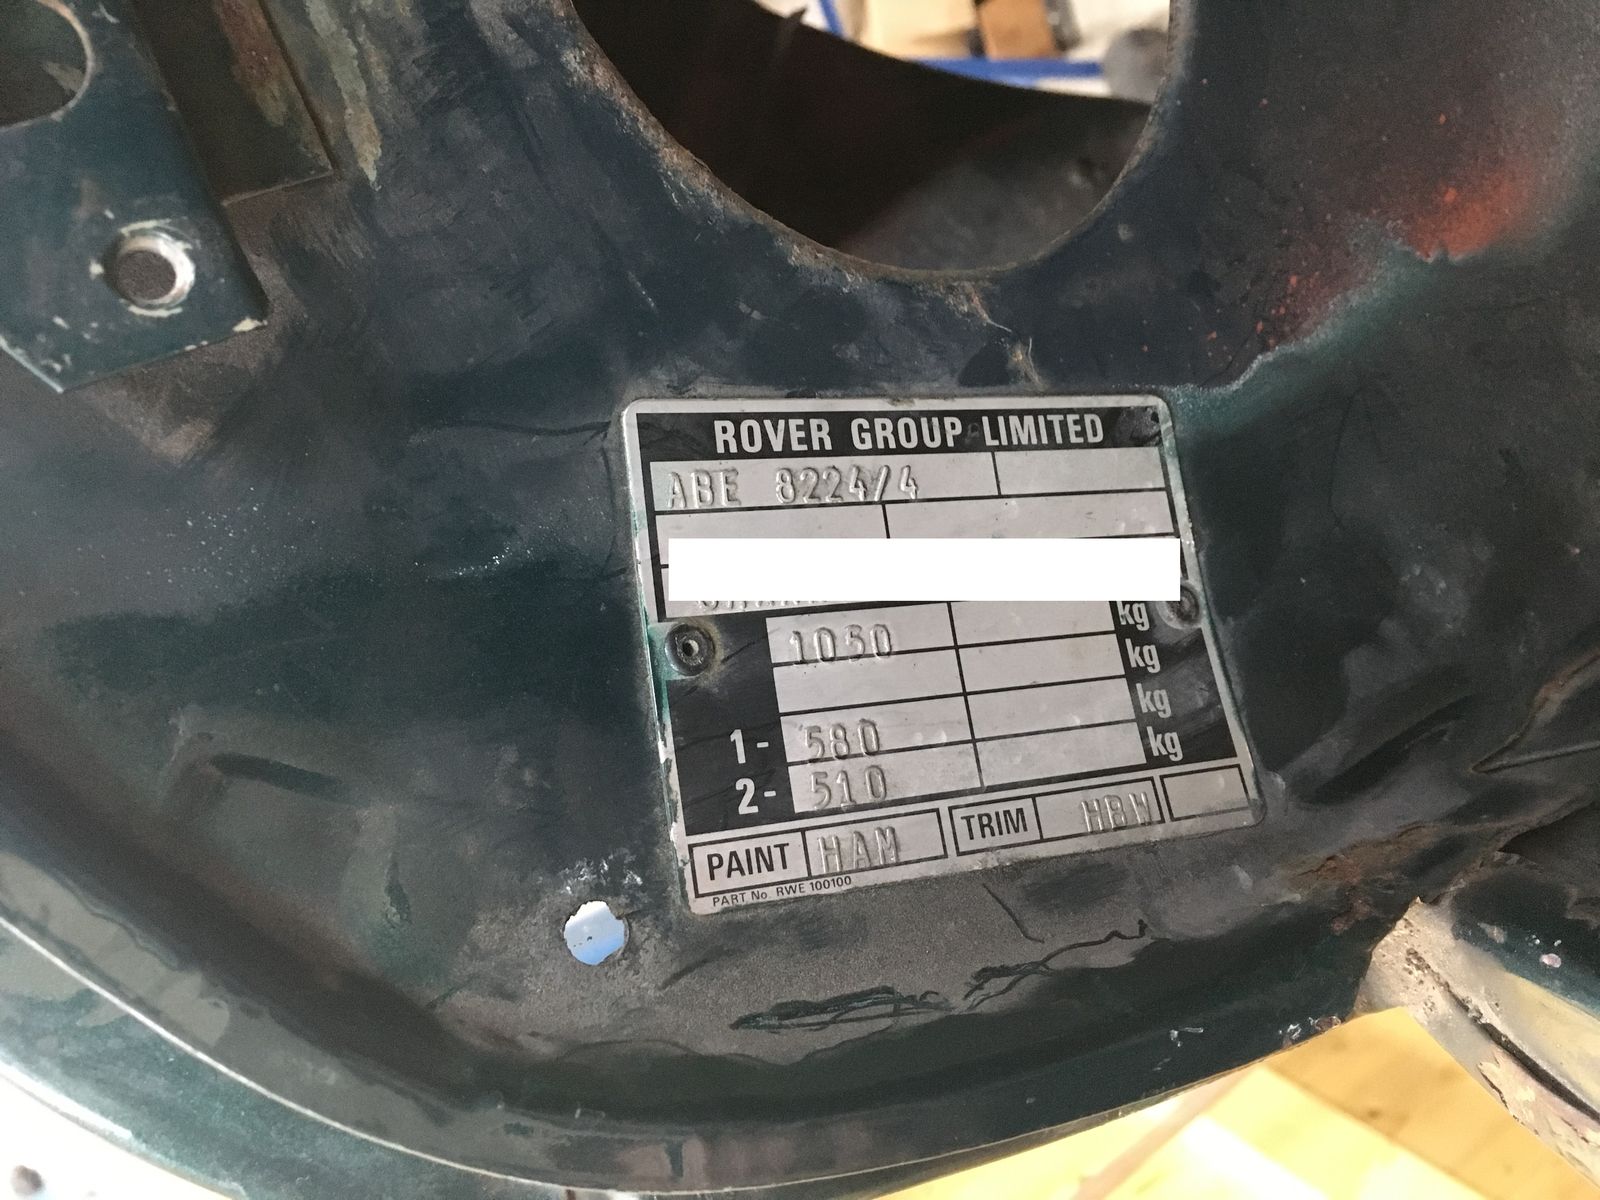 ROVER GROUP LIMITED
ABE 8224/4
kg
1050 kg
kg
1- 580 kg
2- 510
PAINT HAM TRIM HBN
PART No. RWE 100100